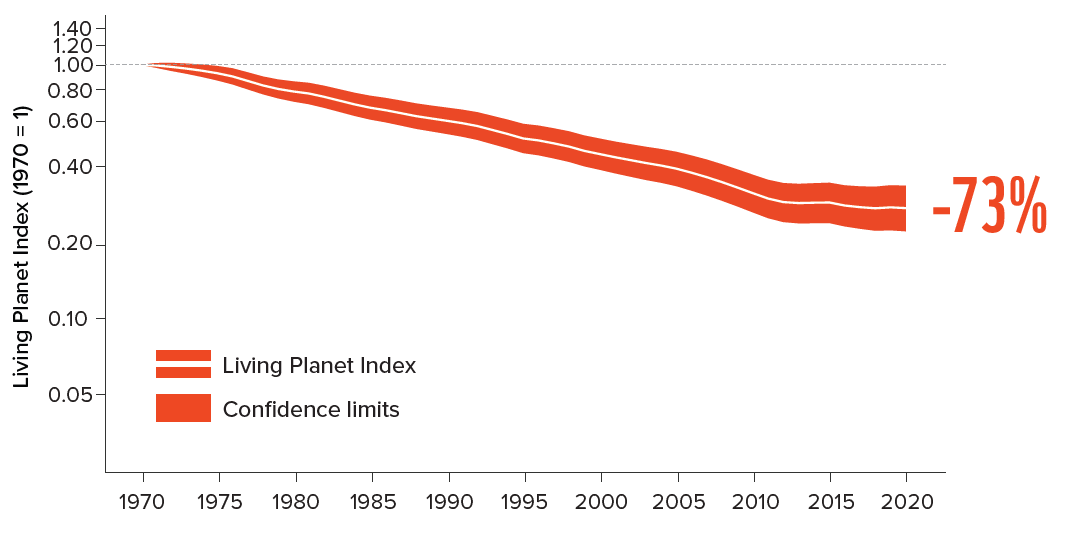 1.40
1.20
1.00
0.80
0.60
0.40
0.20
0.10
0.05
Living Planet Index (1970 = 1)
-73%
Living Planet Index
Confidence limits
1970 1975 1980 1985 1990 1995 2000 2005 2010 2015 2020